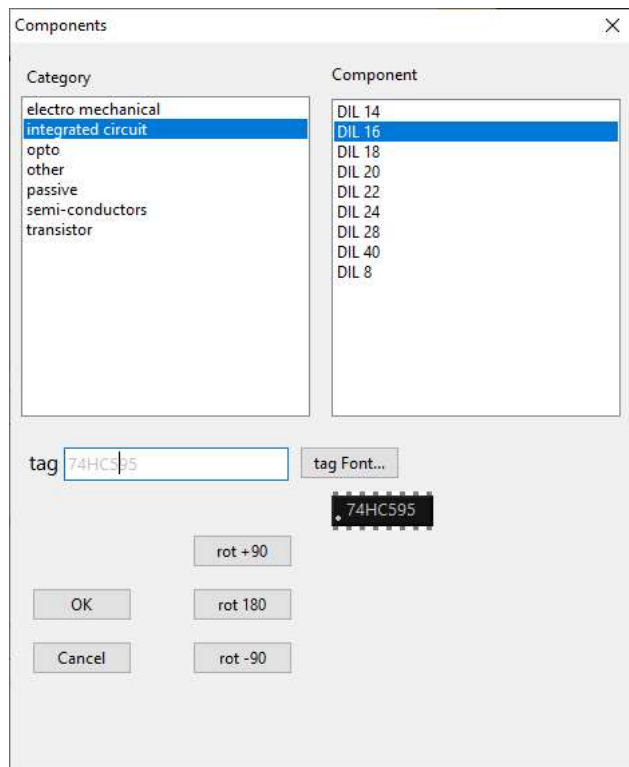 Components
Category
electro mechanical
integrated circuit
opto
other
passive
semi-conductors
transistor
Component
DIL 14
DIL 16
DIL 18
DIL 20
DIL 22
DIL 24
DIL 28
DIL 40
DIL 8
tag 74HC595 tag Font...
74HC595
rot +90
OK rot 180
Cancel rot -90